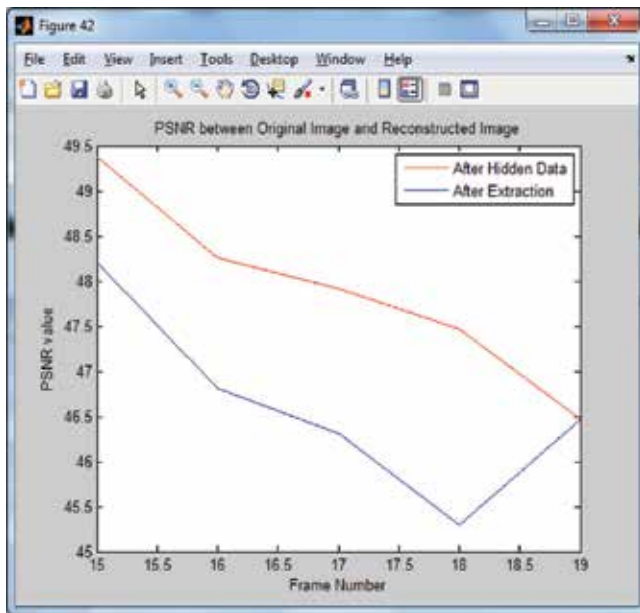 Figure 42
File Edit View Insert Tools Desktop Window Help
PSNR between Original Image and Reconstructed Image
After Hidden Data
After Extraction
PSNR value
49.5
49
48.5
48
47.5
47
46.5
46
45.5
45
15 15.5 16 16.5 17 17.5 18 18.5 19
Frame Number